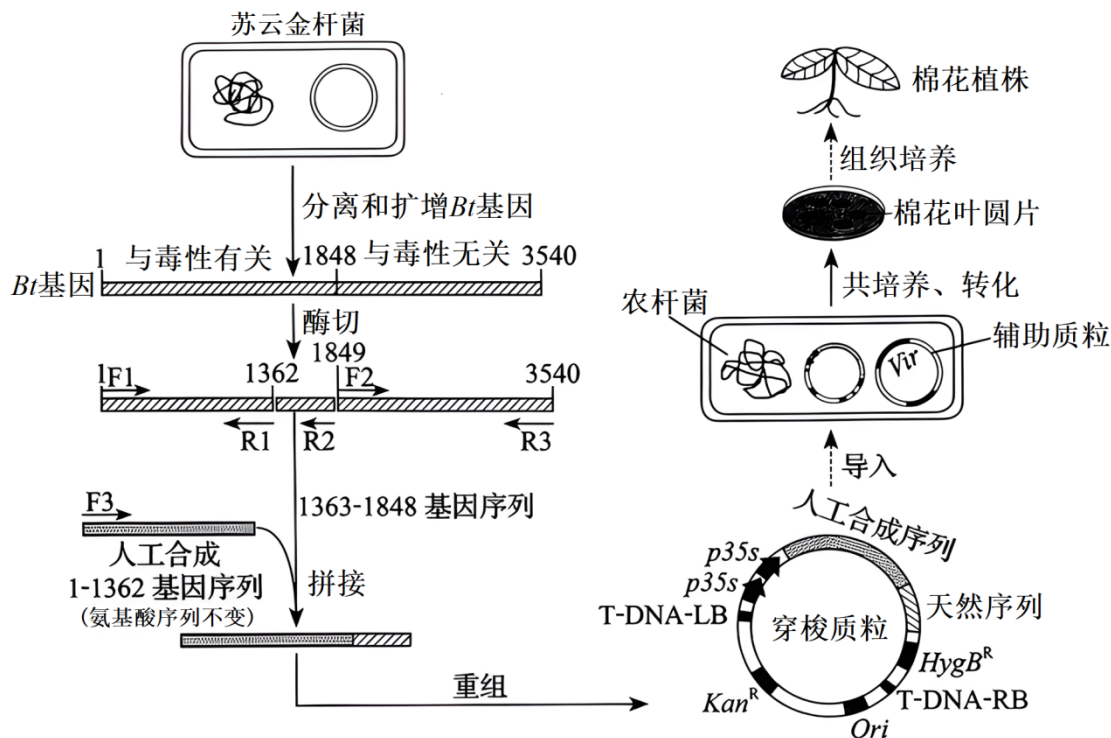 苏云金杆菌
分离和扩增Bt基因
1 与毒性有关 1848 与毒性无关 3540
Bt基因
酶切
1849
1 F1 1362 F2 3540
R1 R2 R3
F3
1363-1848 基因序列
人工合成
1-1362 基因序列
(氨基酸序列不变)
拼接
重组
棉花植株
组织培养
棉花叶圆片
共培养、转化
农杆菌
辅助质粒
Vir
导入
人工合成序列
p35s
p35s
T-DNA-LB
天然序列
穿梭质粒
HygBᴿ
T-DNA-RB
Kanᴿ
Ori